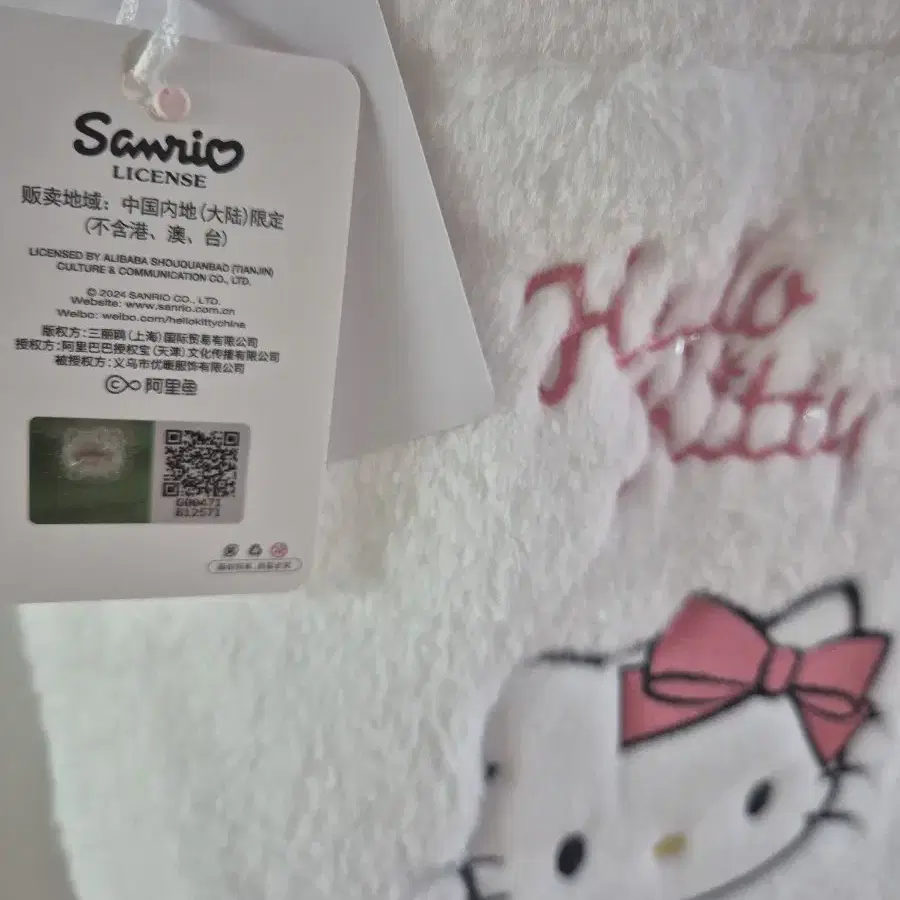 Sanrio
LICENSE
贩卖地域：中国内地(大陆)限定
(不含港、澳、台)
LICENSED BY ALIBABA SHOUQUANBAO (TIANJIN)
CULTURE & COMMUNICATION CO., LTD.
© 2024 SANRIO CO., LTD.
Website: www.sanrio.com.cn
Weibo: weibo.com/hellokittychina
版权方：三丽鸥(上海)国际贸易有限公司
授权方：阿里巴巴授权宝(天津)文化传播有限公司
被授权方：义乌市优暖服饰有限公司
阿里鱼
G00471
B12571
Hello
Kitty